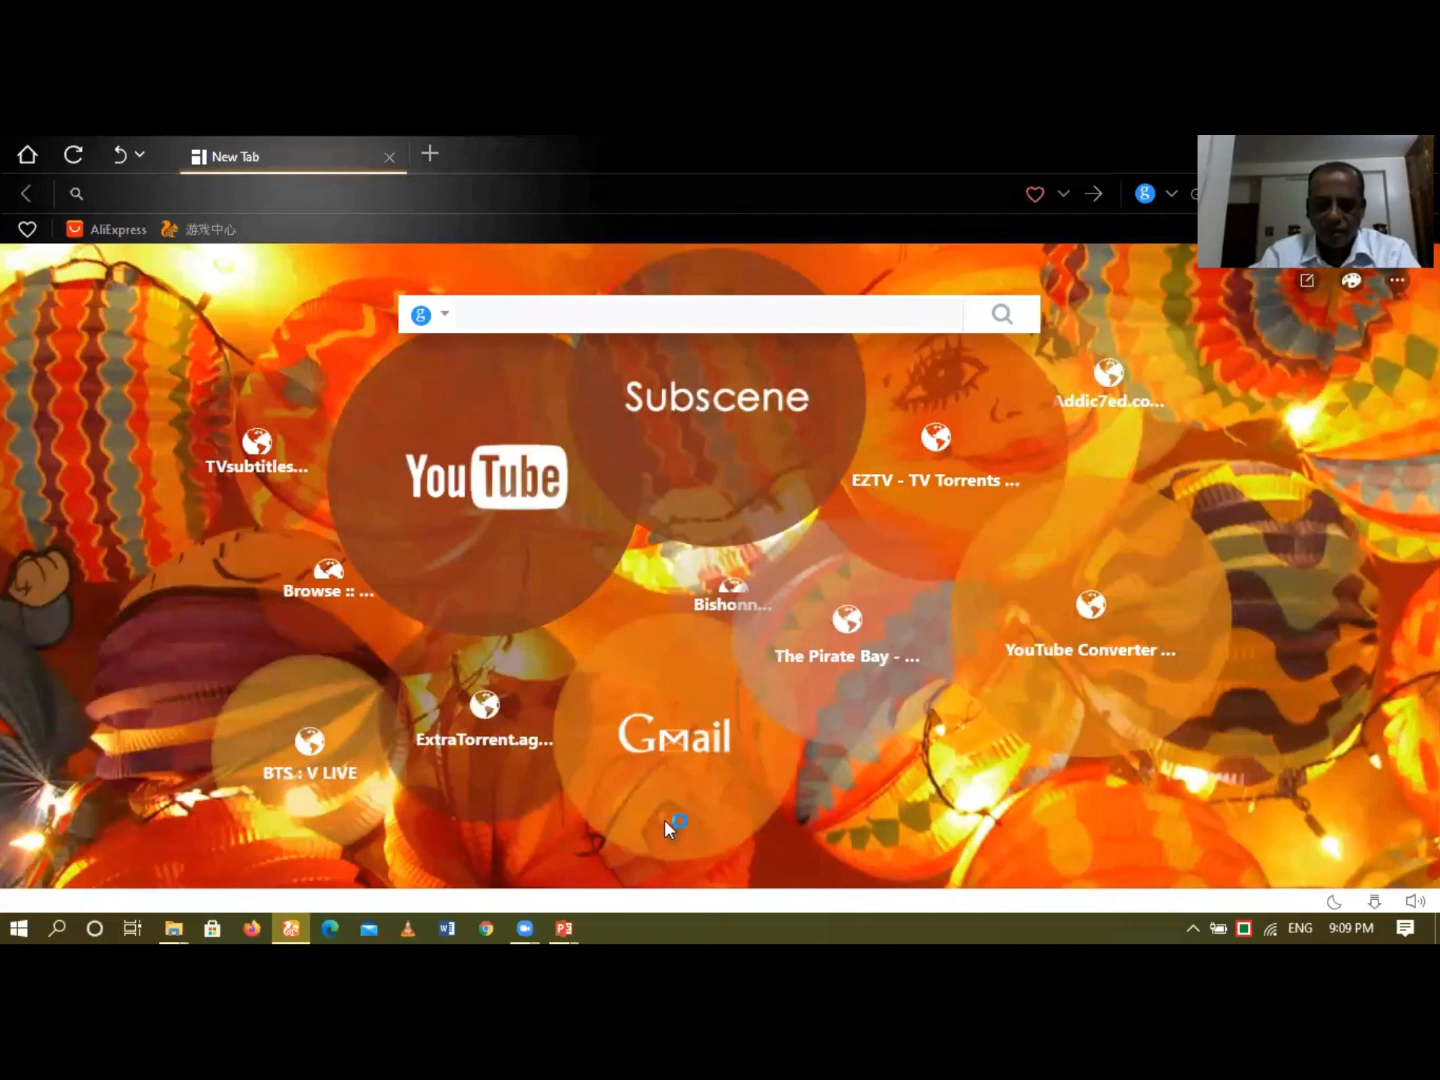 New Tab
AliExpress
游戏中心
Subscene
Addic7ed.co...
TVsubtitles...
YouTube
EZTV - TV Torrents ...
Browse :: ...
Bishonn...
The Pirate Bay - ...
YouTube Converter ...
ExtraTorrent.ag...
Gmail
BTS : V LIVE
ENG
9:09 PM